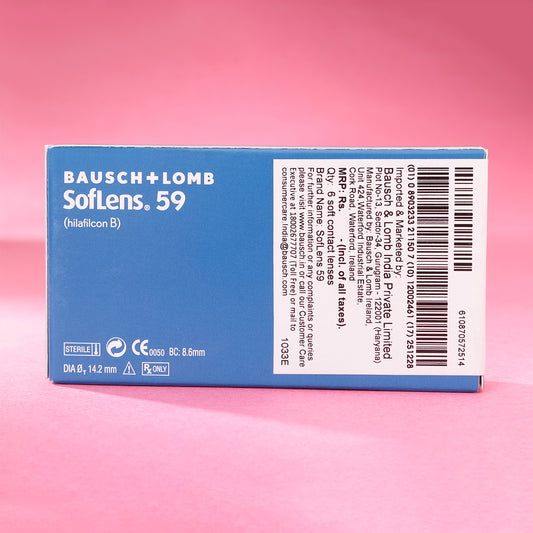 BAUSCH+LOMB
SofLens® 59
(hilafilcon B)
STERILE
CE 0050 BC: 8.6mm
DIA ØT 14.2 mm
Rx ONLY
(01) 0 8903233 21150 7 (10) 12002461 (17) 251228
Imported & Marketed by:
Bausch & Lomb India Private Limited
Plot No-13, Sector-34, Gurugram - 122001 (Haryana)
Manufactured by: Bausch & Lomb Ireland,
Unit 424,Waterford Industrial Estate,
Cork Road, Waterford. Ireland
MRP: Rs. - (Incl. of all taxes).
Qty: 6 soft contact lenses
Brand Name: SofLens 59
For further information or any complaints or queries
please visit www.bausch.in or call our Customer Care
Executive at 18002677707 (Toll Free) or mail to
consumercare.India@bausch.com
1033E
610870572514